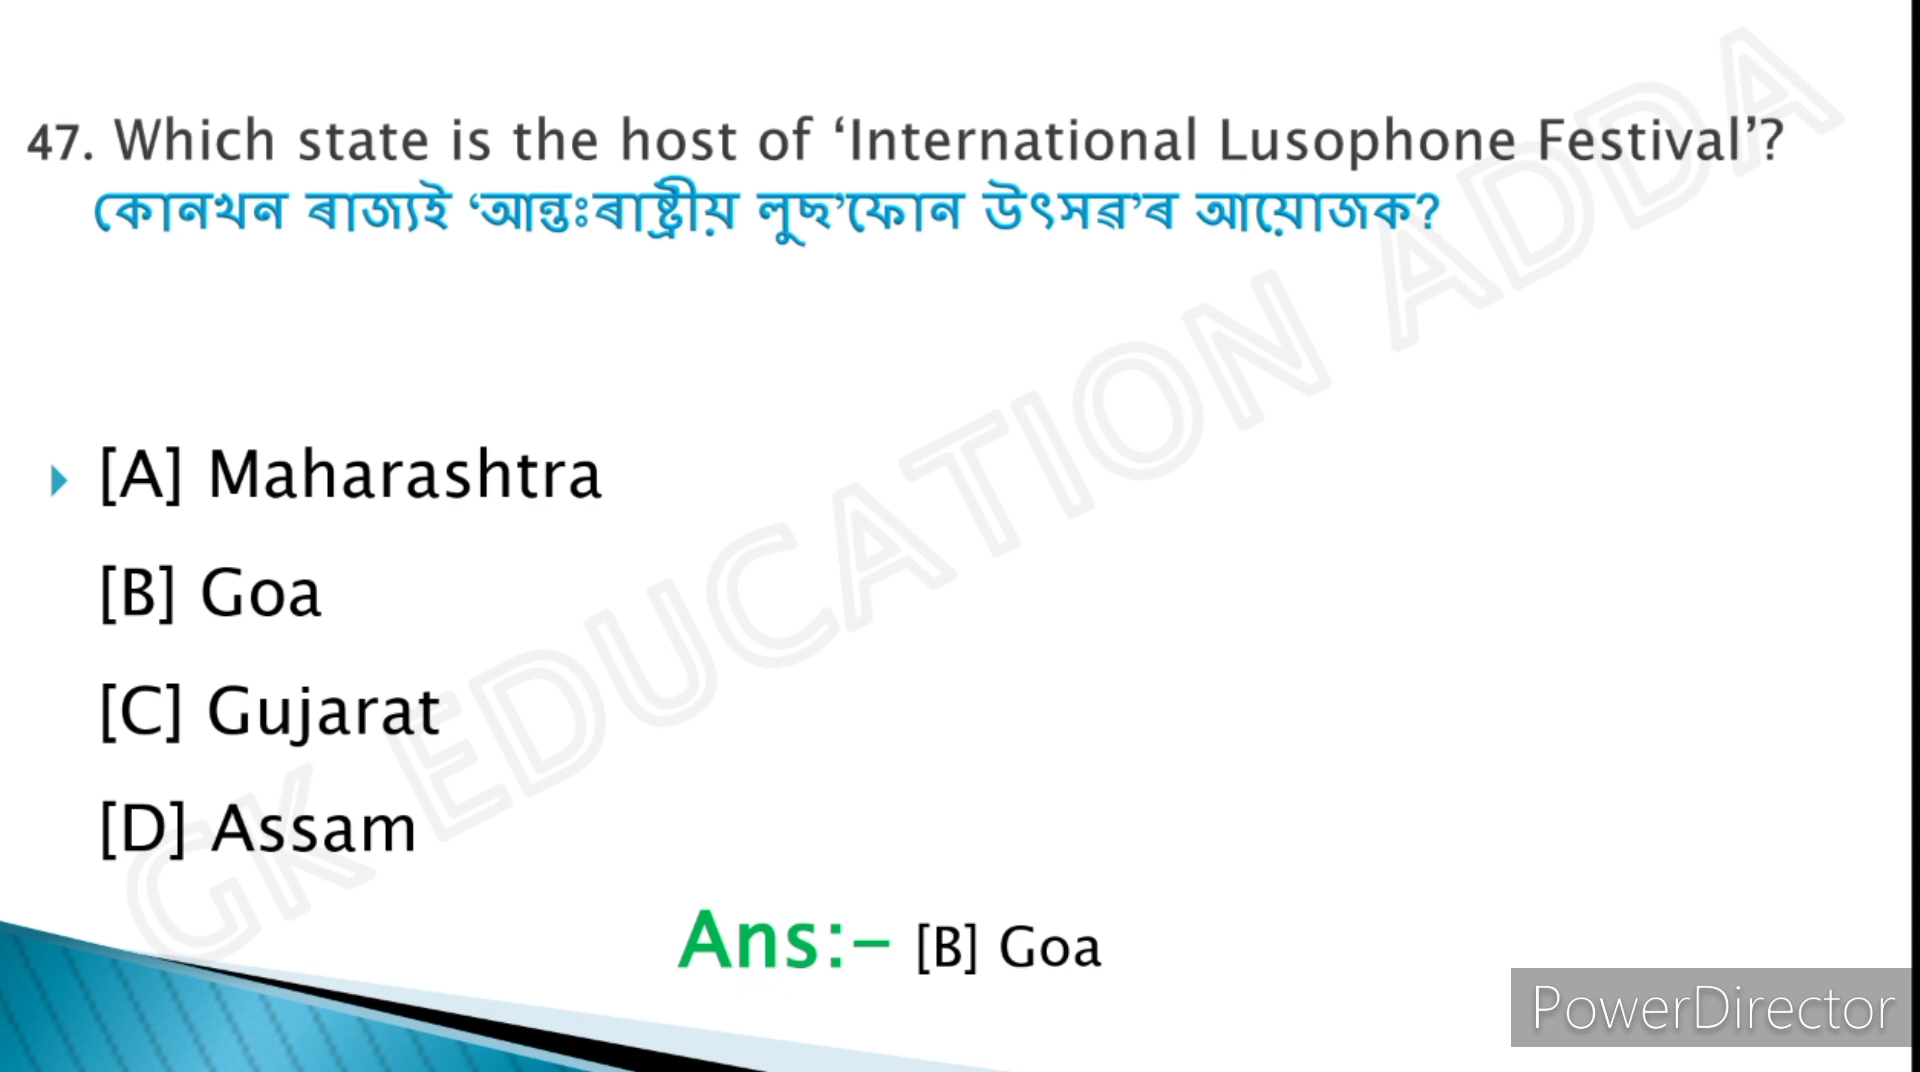 47. Which state is the host of ‘International Lusophone Festival’?
কোনখন ৰাজ্যই ‘আন্তঃৰাষ্ট্ৰীয় লুছ’ফোন উৎসৱ’ৰ আয়োজক?
[A] Maharashtra
[B] Goa
[C] Gujarat
[D] Assam
Ans:- [B] Goa
GK EDUCATION ADDA
PowerDirector